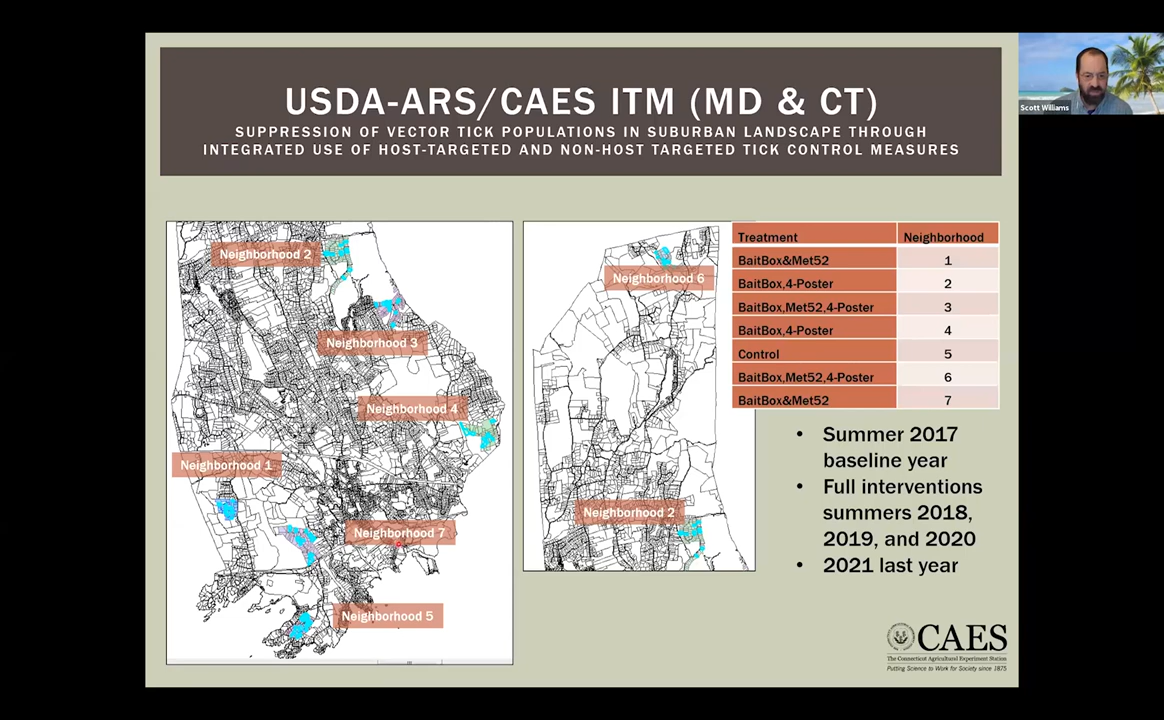 USDA-ARS/CAES ITM (MD & CT)
SUPPRESSION OF VECTOR TICK POPULATIONS IN SUBURBAN LANDSCAPE THROUGH
INTEGRATED USE OF HOST-TARGETED AND NON-HOST TARGETED TICK CONTROL MEASURES
Scott Williams
Neighborhood 2
Neighborhood 3
Neighborhood 4
Neighborhood 1
Neighborhood 7
Neighborhood 5
Neighborhood 6
Neighborhood 2
Treatment Neighborhood
BaitBox&Met52 1
BaitBox,4-Poster 2
BaitBox,Met52,4-Poster 3
BaitBox,4-Poster 4
Control 5
BaitBox,Met52,4-Poster 6
BaitBox&Met52 7
• Summer 2017
baseline year
• Full interventions
summers 2018,
2019, and 2020
• 2021 last year
CAES
The Connecticut Agricultural Experiment Station
Putting Science to Work for Society since 1875